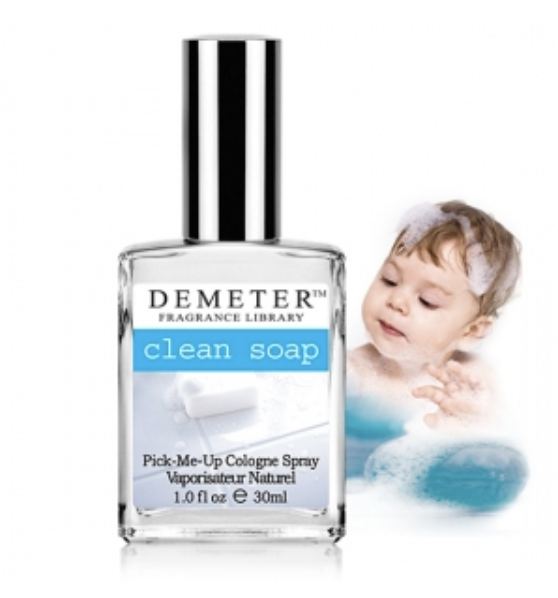 DEMETER™
FRAGRANCE LIBRARY
clean soap
Pick-Me-Up Cologne Spray
Vaporisateur Naturel
1.0 fl oz ℮ 30ml